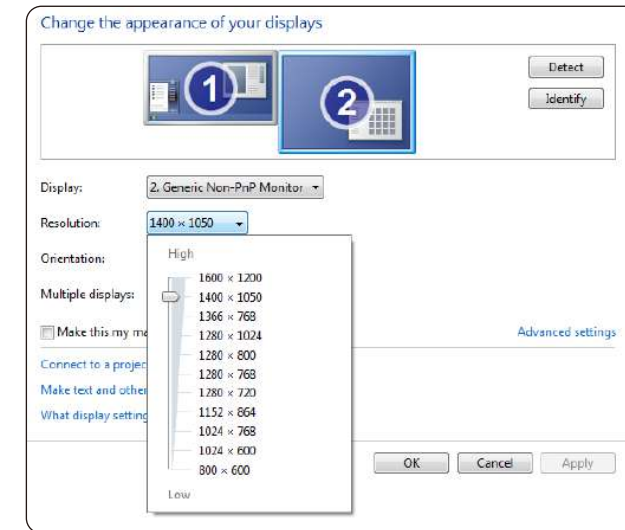 Change the appearance of your displays
1
2
Detect
Identify
Display:
2. Generic Non-PnP Monitor
Resolution:
1400 × 1050
Orientation:
High
1600 × 1200
Multiple displays:
1400 × 1050
1366 × 768
Make this my ma
1280 × 1024
Advanced settings
1280 × 800
Connect to a projec
1280 × 768
Make text and other
1280 × 720
What display setting
1152 × 864
1024 × 768
1024 × 600
800 × 600
Low
OK
Cancel
Apply